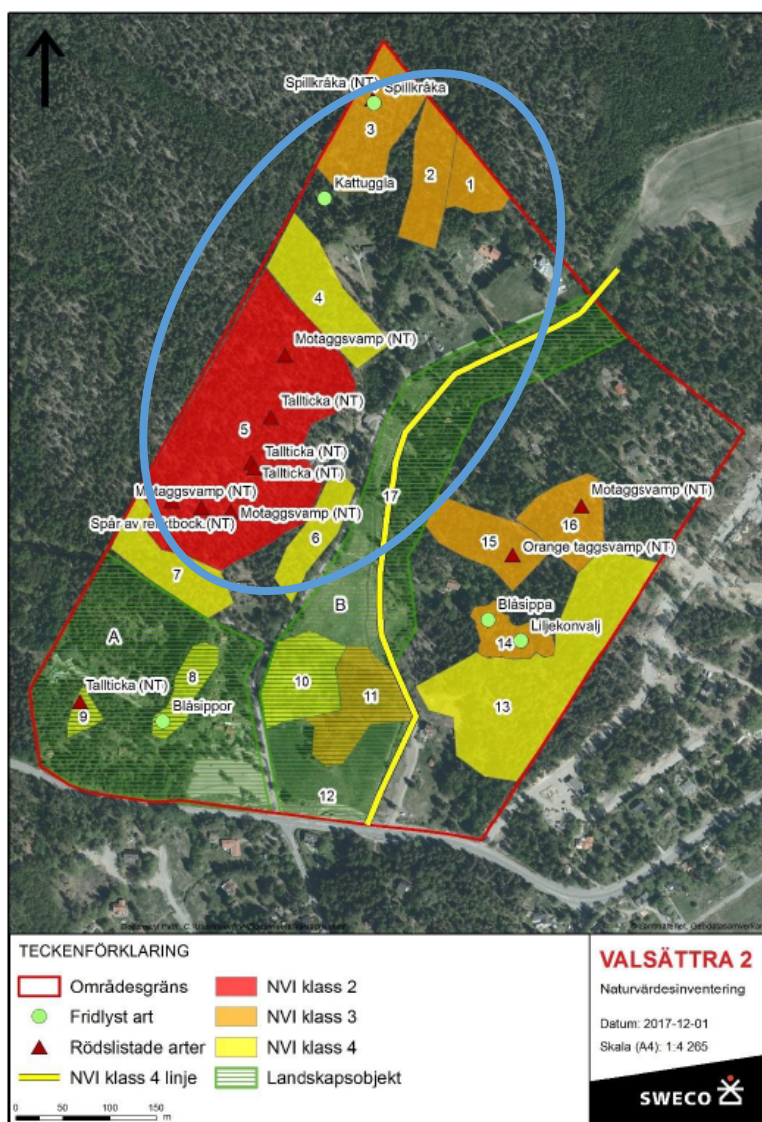 Spillkråka (NT)
Spillkråka
3
2
1
Kattuggla
4
Motaggsvamp (NT)
Tallticka (NT)
5
Tallticka (NT)
Tallticka (NT)
17
Motaggsvamp (NT)
Motaggsvamp (NT)
Motaggsvamp (NT)
16
Spår av reliktbock.(NT)
6
15
Orange taggsvamp (NT)
7
B
Blåsippa
A
Liljekonvalj
14
8
10
Tallticka (NT)
11
13
9
Blåsippor
12
© Lantmäteriet, Geodatasamverkan
TECKENFÖRKLARING
Områdesgräns
NVI klass 2
Fridlyst art
NVI klass 3
Rödslistade arter
NVI klass 4
NVI klass 4 linje
Landskapsobjekt
0 50 100 150
m
VALSÄTTRA 2
Naturvärdesinventering
Datum: 2017-12-01
Skala (A4): 1:4 265
SWECO